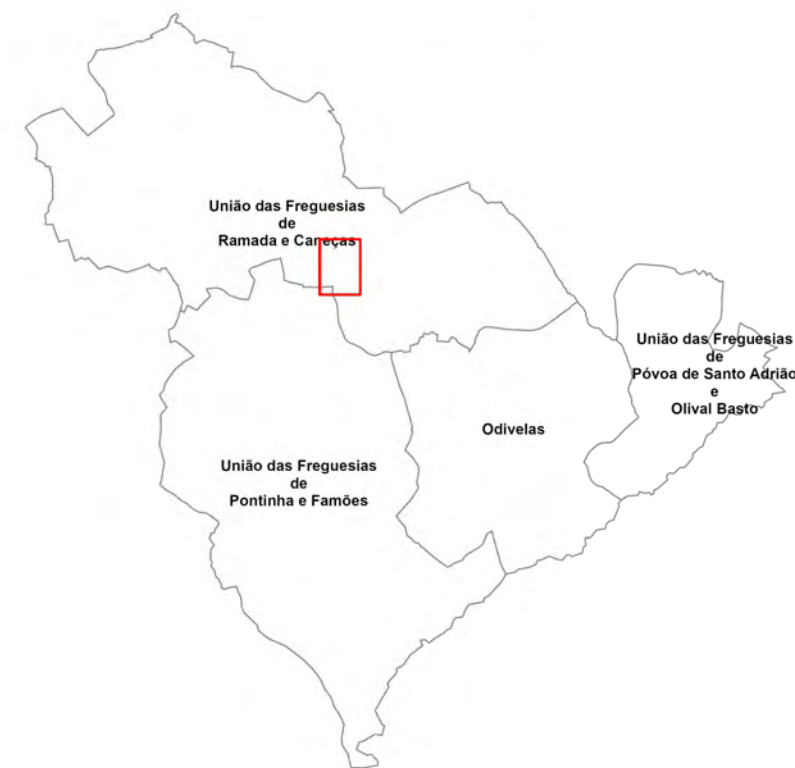 União das Freguesias
de
Ramada e Caneças
União das Freguesias
de
Póvoa de Santo Adrião
e
Olival Basto
Odivelas
União das Freguesias
de
Pontinha e Famões